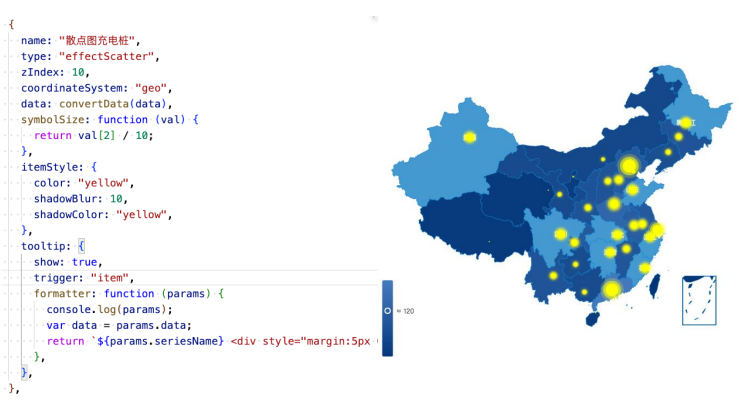 {
name: "散点图充电桩",
type: "effectScatter",
zIndex: 10,
coordinateSystem: "geo",
data: convertData(data),
symbolSize: function (val) {
return val[2] / 10;
},
itemStyle: {
color: "yellow",
shadowBlur: 10,
shadowColor: "yellow",
},
tooltip: {
show: true,
trigger: "item",
formatter: function (params) {
console.log(params);
var data = params.data;
return `${params.seriesName} <div style="margin:5px
},
},
},
≈ 120